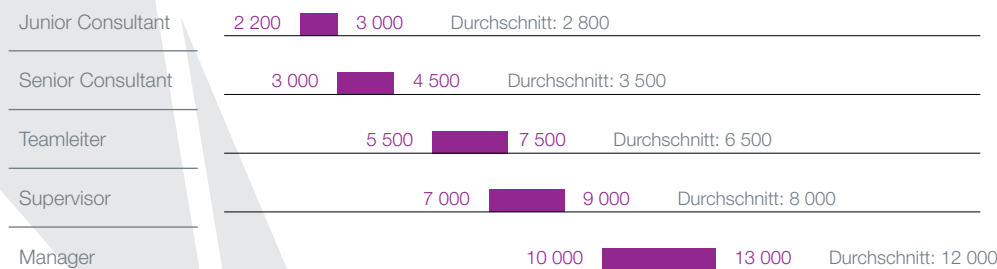 Junior Consultant 2 200 3 000 Durchschnitt: 2 800
Senior Consultant 3 000 4 500 Durchschnitt: 3 500
Teamleiter 5 500 7 500 Durchschnitt: 6 500
Supervisor 7 000 9 000 Durchschnitt: 8 000
Manager 10 000 13 000 Durchschnitt: 12 000